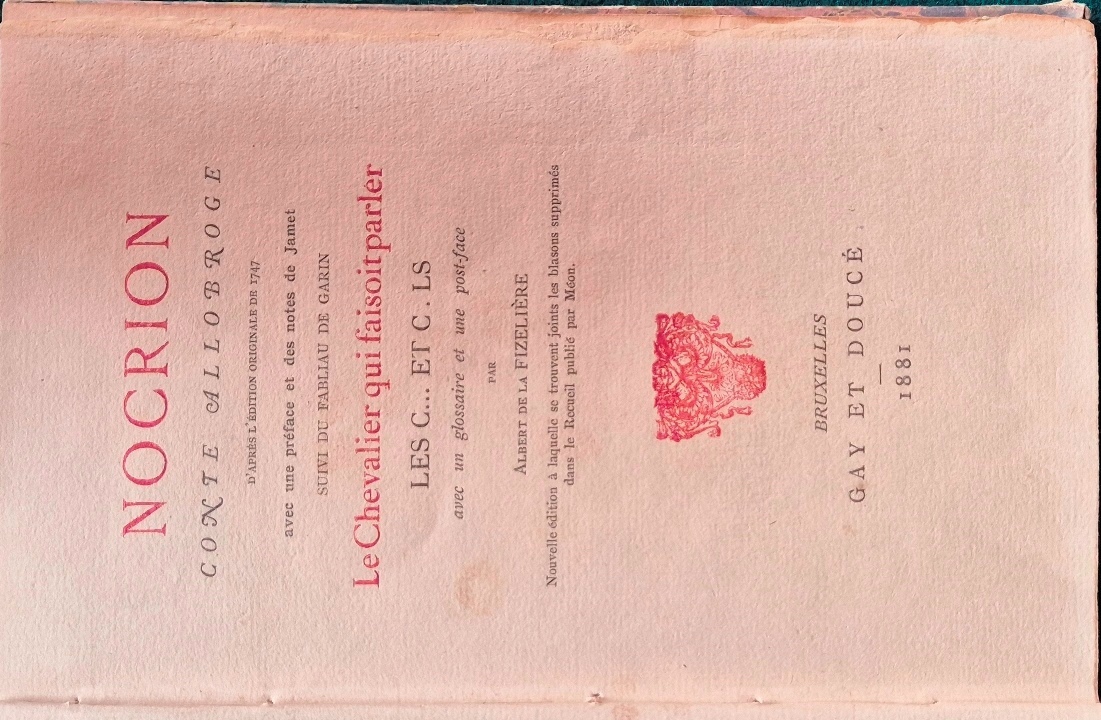 NOCRION
CONTE ALLOBROGE
D'APRÈS L'ÉDITION ORIGINALE DE 1747
avec une préface et des notes de Jamet
SUIVI DU FABLIAU DE GARIN
Le Chevalier qui faisoit parler
LES C... ET C . LS
avec un glossaire et une post-face
PAR
ALBERT DE LA FIZELIÈRE
Nouvelle édition à laquelle se trouvent joints les blasons supprimés
dans le Recueil publié par Méon.
BRUXELLES
GAY ET DOUCÉ
1881